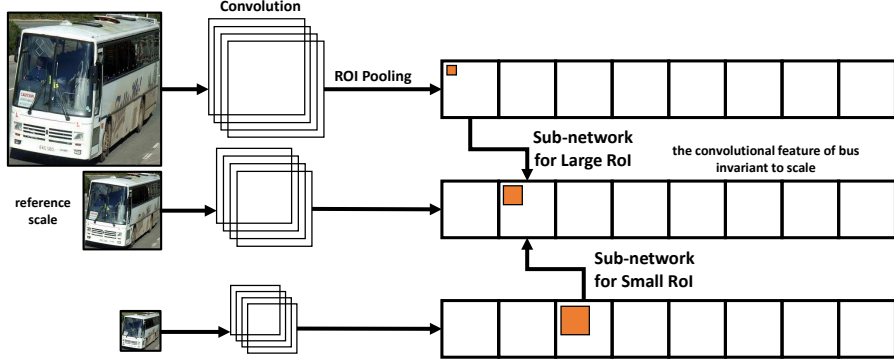 Convolution
ROI Pooling
Sub-network
for Large RoI
the convolutional feature of bus
invariant to scale
reference
scale
Sub-network
for Small RoI